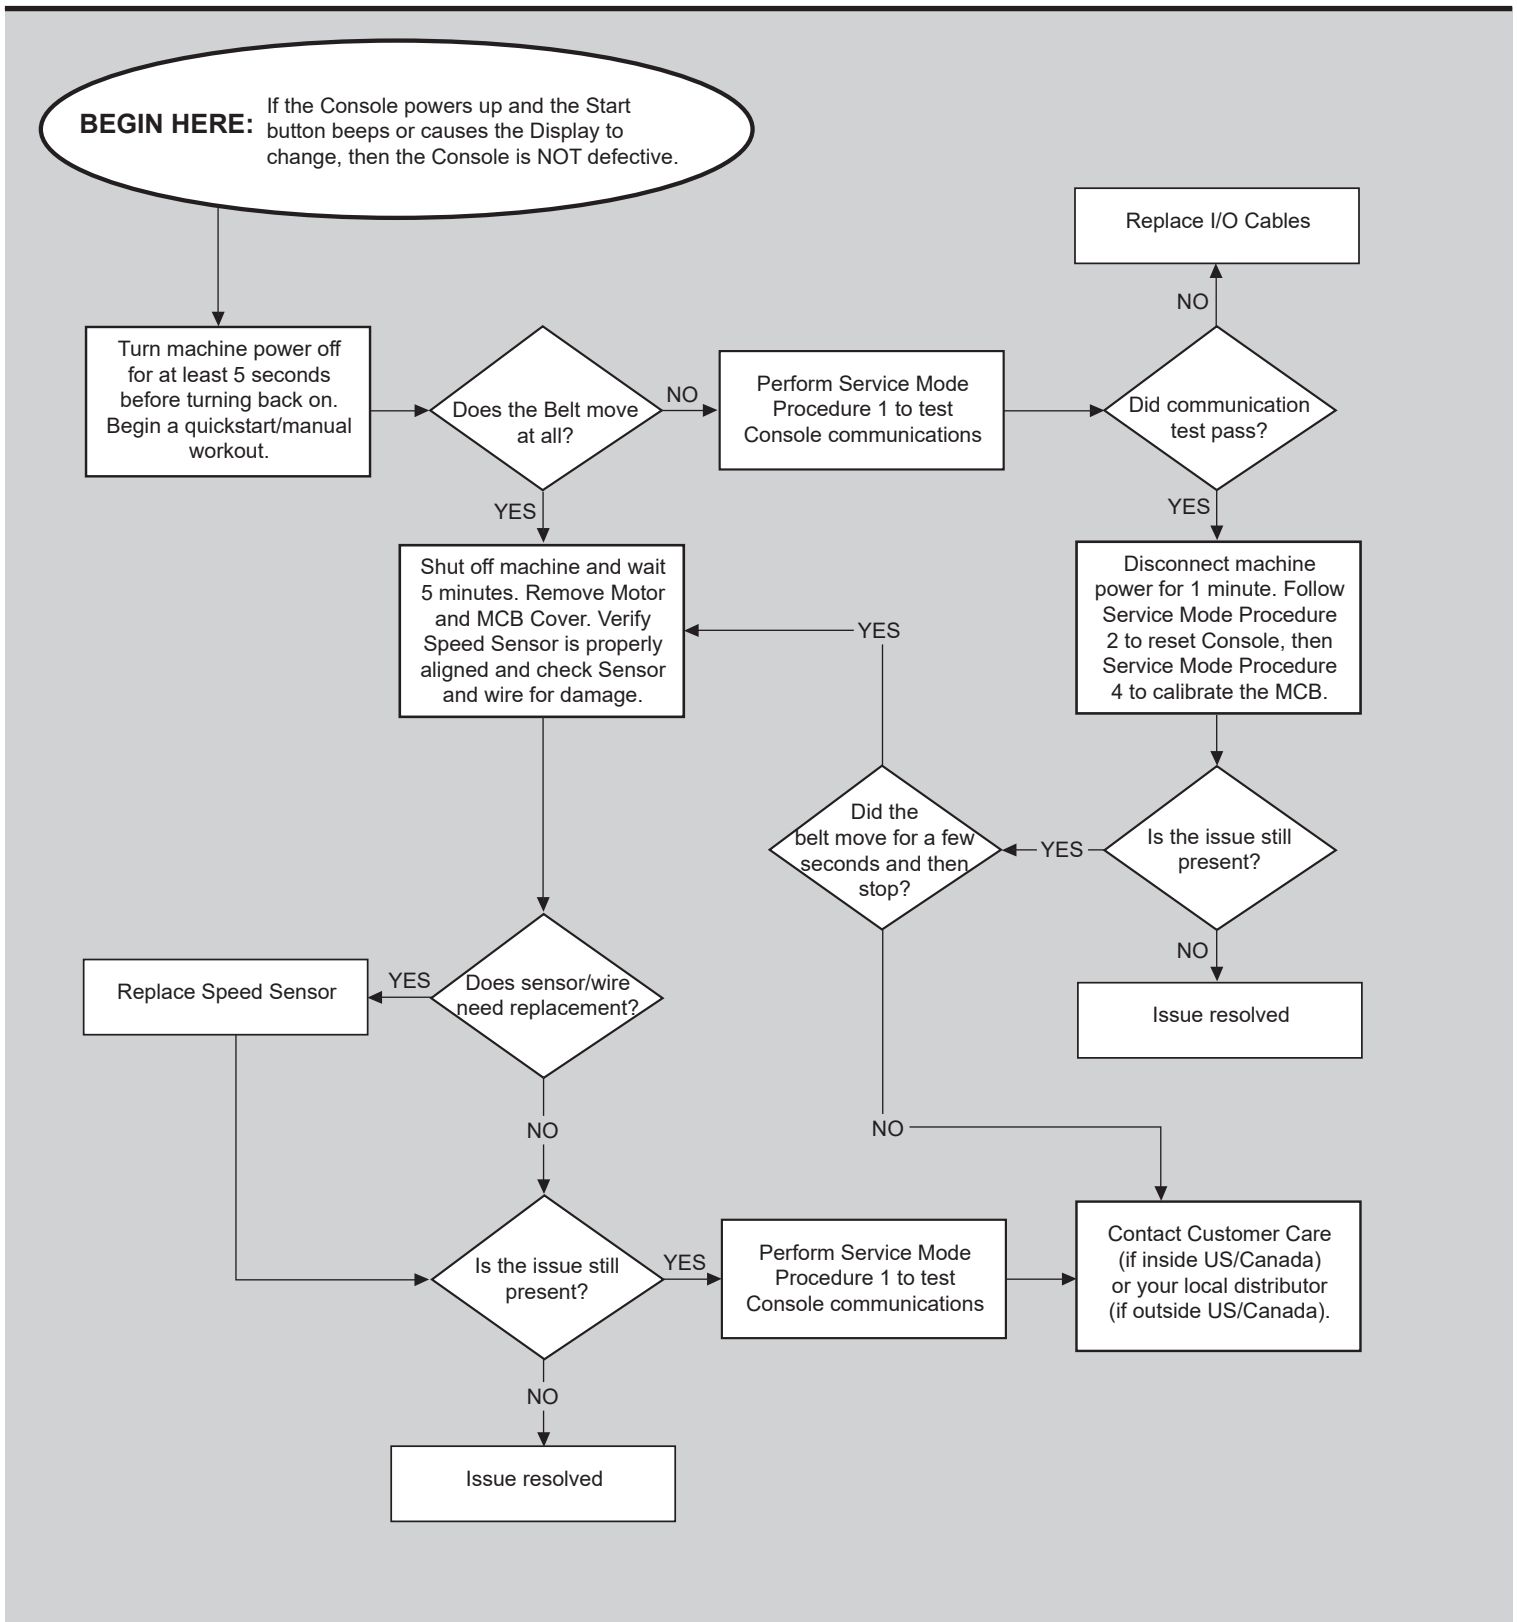 BEGIN HERE:
If the Console powers up and the Start
button beeps or causes the Display to
change, then the Console is NOT defective.
Replace I/O Cables
NO
Turn machine power off
for at least 5 seconds
before turning back on.
Begin a quickstart/manual
workout.
Does the Belt move
at all?
NO
Perform Service Mode
Procedure 1 to test
Console communications
Did communication
test pass?
YES
YES
Shut off machine and wait
5 minutes. Remove Motor
and MCB Cover. Verify
Speed Sensor is properly
aligned and check Sensor
and wire for damage.
YES
Disconnect machine
power for 1 minute. Follow
Service Mode Procedure
2 to reset Console, then
Service Mode Procedure
4 to calibrate the MCB.
Did the
belt move for a few
seconds and then
stop?
YES
Is the issue still
present?
NO
Issue resolved
Replace Speed Sensor
YES
Does sensor/wire
need replacement?
NO
NO
Is the issue still
present?
YES
Perform Service Mode
Procedure 1 to test
Console communications
Contact Customer Care
(if inside US/Canada)
or your local distributor
(if outside US/Canada).
NO
Issue resolved